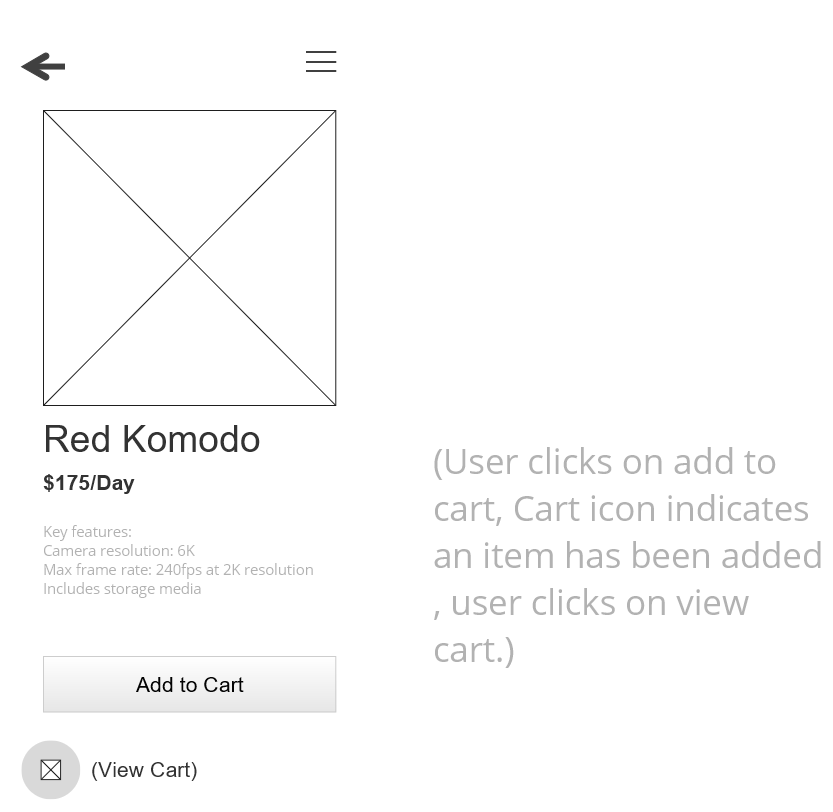 Red Komodo
$175/Day
Key features:
Camera resolution: 6K
Max frame rate: 240fps at 2K resolution
Includes storage media
Add to Cart
(View Cart)
(User clicks on add to
cart, Cart icon indicates
an item has been added
, user clicks on view
cart.)